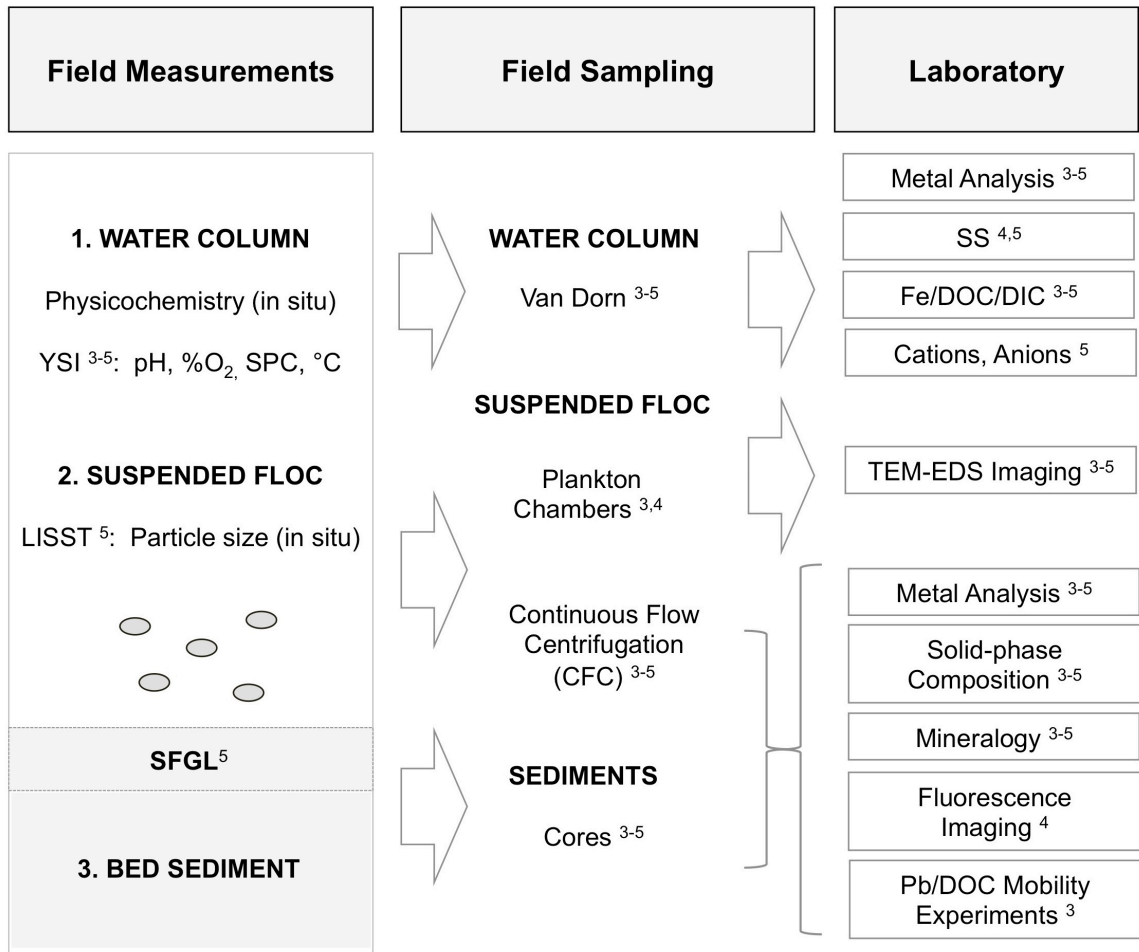 Field Measurements
Field Sampling
Laboratory
1. WATER COLUMN
Physicochemistry (in situ)
YSI ³⁻⁵: pH, %O₂, SPC, °C
2. SUSPENDED FLOC
LISST ⁵: Particle size (in situ)
SFGL⁵
3. BED SEDIMENT
WATER COLUMN
Van Dorn ³⁻⁵
SUSPENDED FLOC
Plankton
Chambers ³,⁴
Continuous Flow
Centrifugation
(CFC) ³⁻⁵
SEDIMENTS
Cores ³⁻⁵
Metal Analysis ³⁻⁵
SS ⁴,⁵
Fe/DOC/DIC ³⁻⁵
Cations, Anions ⁵
TEM-EDS Imaging ³⁻⁵
Metal Analysis ³⁻⁵
Solid-phase
Composition ³⁻⁵
Mineralogy ³⁻⁵
Fluorescence
Imaging ⁴
Pb/DOC Mobility
Experiments ³